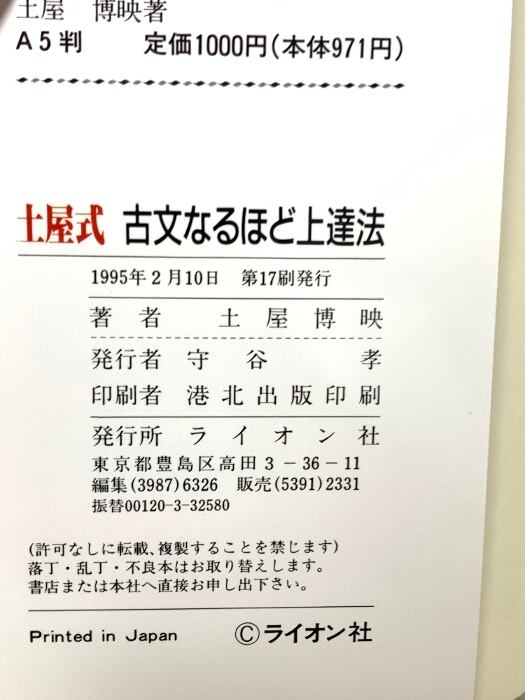 土屋 博映著
A5判 定価1000円(本体971円)
土屋式 古文なるほど上達法
1995年2月10日 第17刷発行
著者 土屋博映
発行者 守谷 孝
印刷者 港北出版印刷
発行所 ライオン社
東京都豊島区高田3-36-11
編集(3987)6326 販売(5391)2331
振替00120-3-32580
(許可なしに転載、複製することを禁じます)
落丁・乱丁・不良本はお取り替えします。
書店または本社へ直接お申し出下さい。
Printed in Japan ©ライオン社